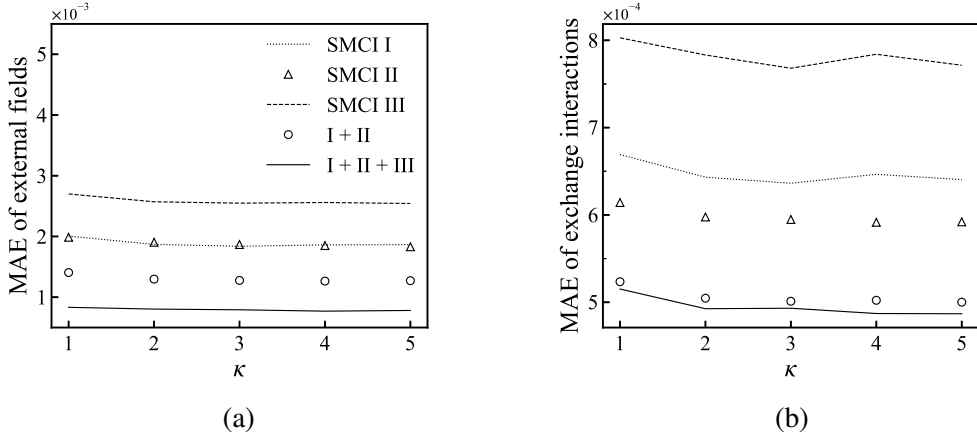 ×10⁻³
5
4
3
2
1
MAE of external fields
SMCI I
SMCI II
SMCI III
I + II
I + II + III
1 2 3 4 5
κ
(a)
×10⁻⁴
8
7
6
5
MAE of exchange interactions
1 2 3 4 5
κ
(b)